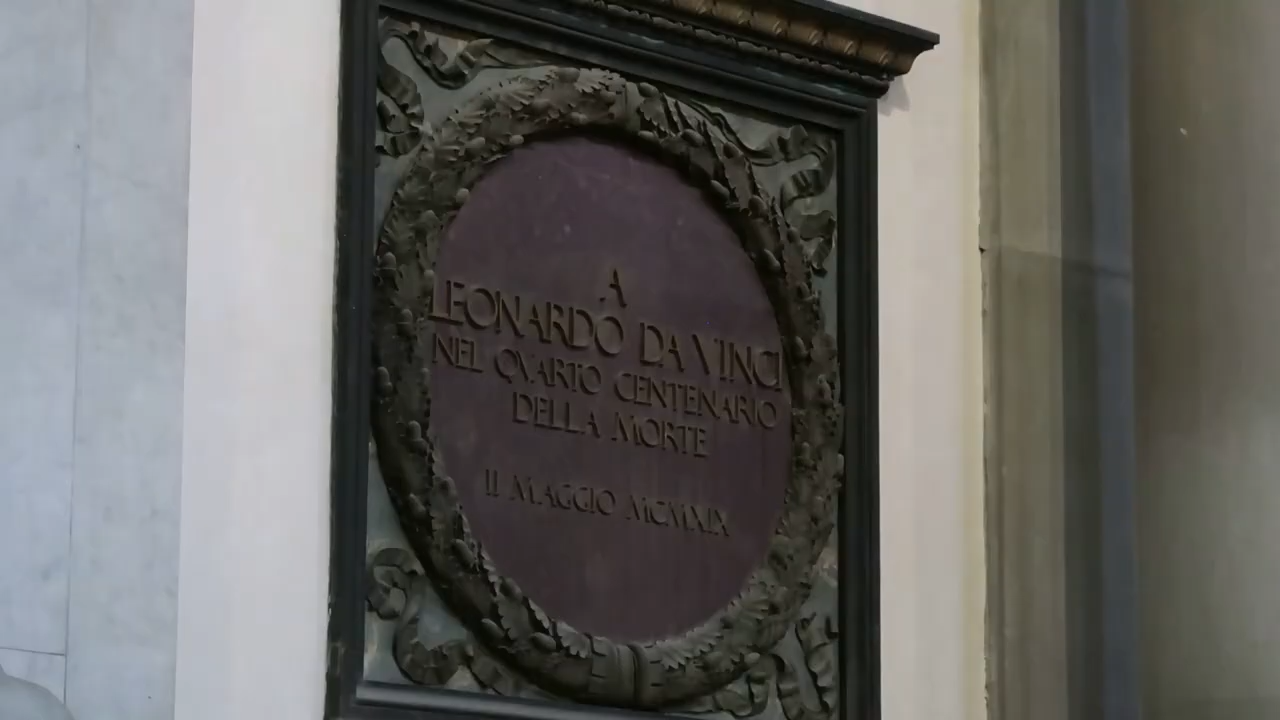 A
LEONARDO DA VINCI
NEL QVARTO CENTENARIO
DELLA MORTE
II MAGGIO MCMXIX